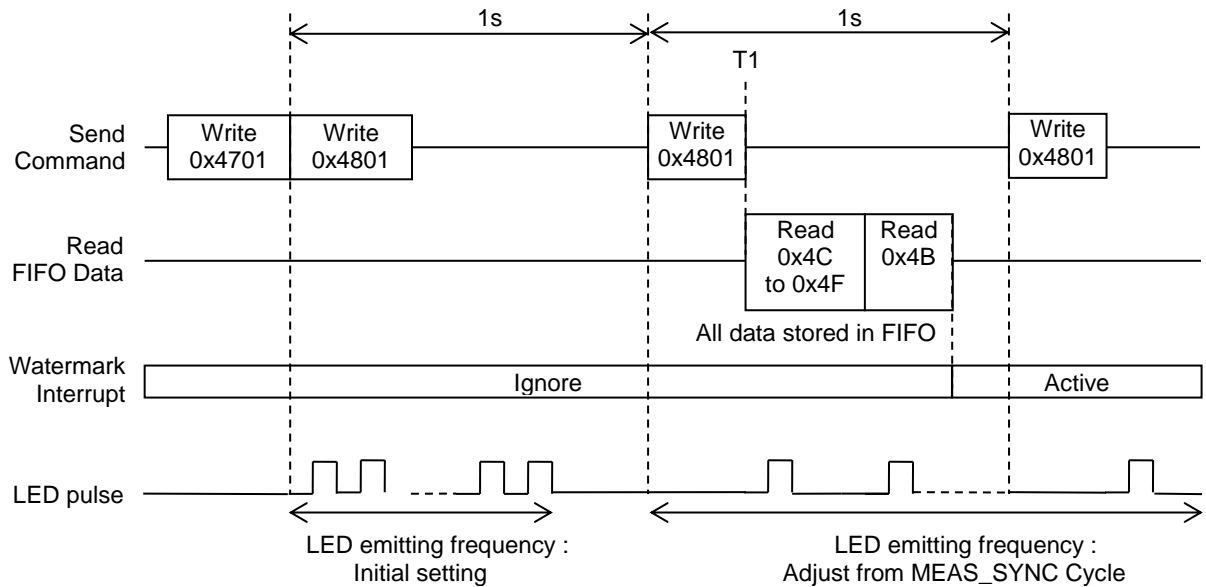 1s
1s
T1
Send
Command
Write
0x4701
Write
0x4801
Write
0x4801
Write
0x4801
Read
FIFO Data
Read
0x4C
to 0x4F
Read
0x4B
All data stored in FIFO
Watermark
Interrupt
Ignore
Active
LED pulse
LED emitting frequency :
Initial setting
LED emitting frequency :
Adjust from MEAS_SYNC Cycle